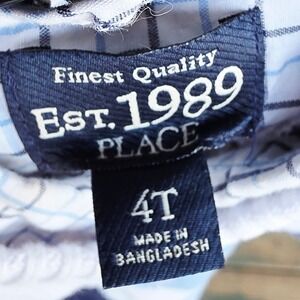 Finest Quality
EST. 1989
PLACE
4T
MADE IN
BANGLADESH